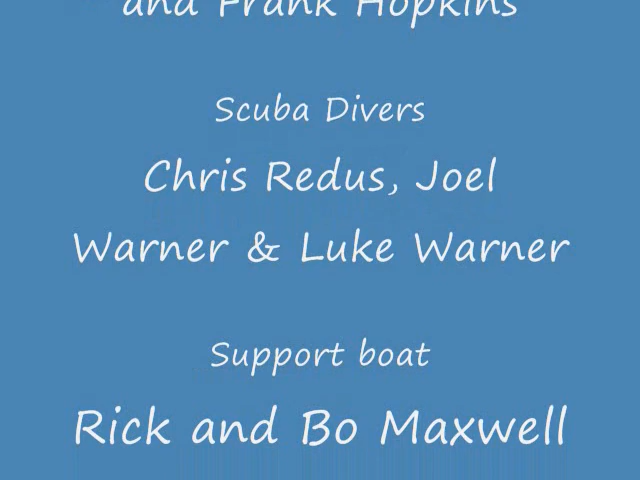 and Frank Hopkins
Scuba Divers
Chris Redus, Joel
Warner & Luke Warner
Support boat
Rick and Bo Maxwell